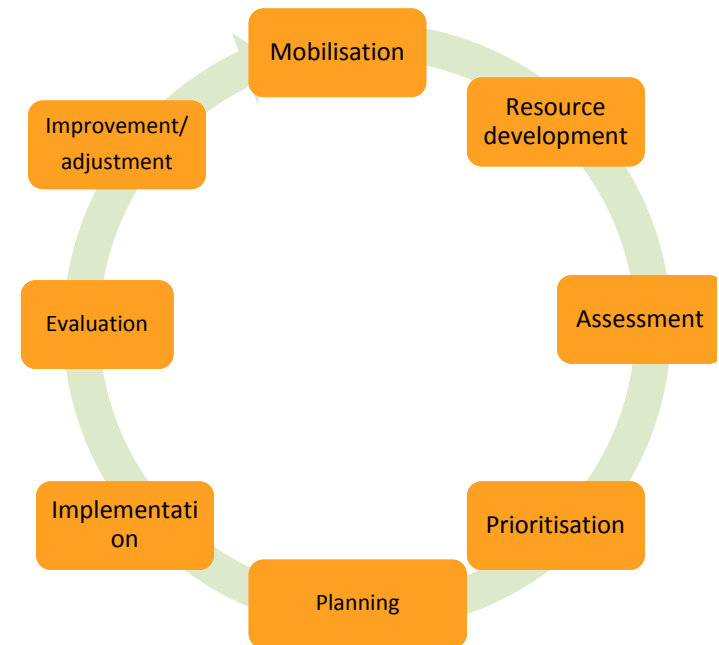 Mobilisation
Resource
development
Assessment
Prioritisation
Planning
Implementati
on
Evaluation
Improvement/
adjustment